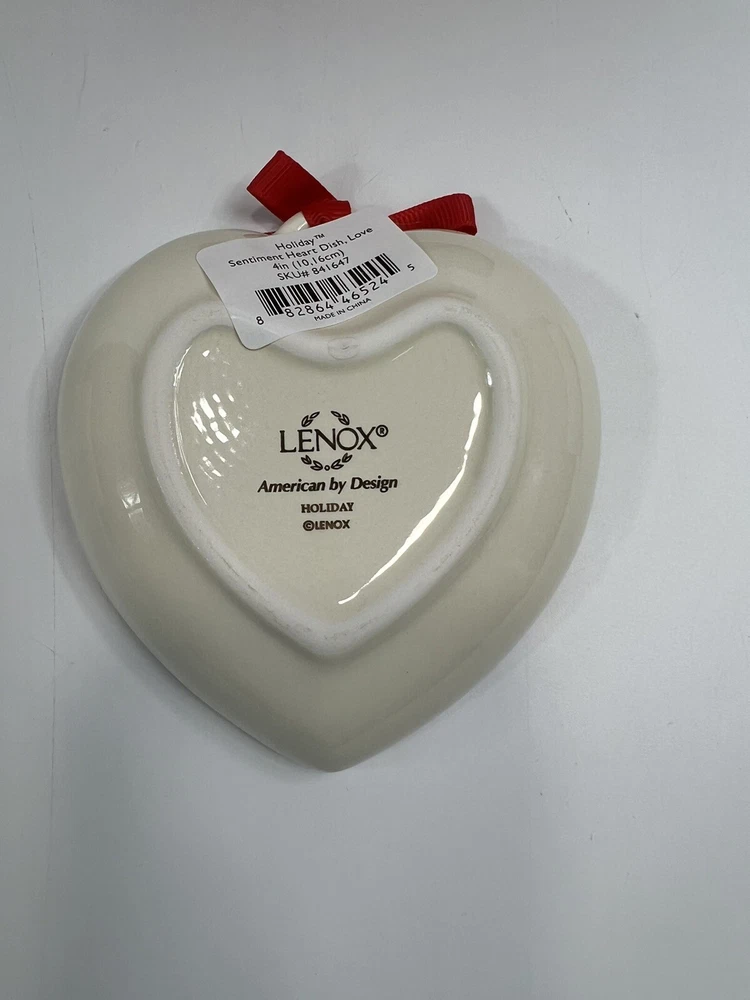 Holiday™
Sentiment Heart Dish, Love
4in (10.16cm)
SKU# 841647
8 82864 46524 5
MADE IN CHINA
LENOX®
American by Design
HOLIDAY
©LENOX